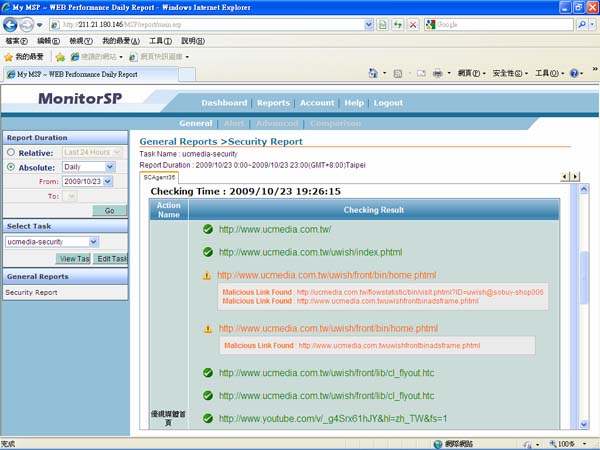 My MSP ~ WEB Performance Daily Report - Windows Internet Explorer
http://211.21.180.146/MSP/report/main.asp
Google
檔案(F) 編輯(E) 檢視(V) 我的最愛(A) 工具(T) 說明(H)
我的最愛 建議的網站 網頁快訊圖庫
My MSP ~ WEB Performance Daily Report
網頁(P) 安全性(S) 工具(O)
MonitorSP
Dashboard | Reports | Account | Help | Logout
General | Alert | Advanced | Comparison
Report Duration
Relative: Last 24 Hours
Absolute: Daily
From: 2009/10/23
To:
Go
Select Task
ucmedia-security
View Tas Edit Task
General Reports
Security Report
General Reports >Security Report
Task Name : ucmedia-security
Report Duration : 2009/10/23 0:00~2009/10/23 23:00(GMT+8:00)Taipei
SCAgent35
Checking Time : 2009/10/23 19:26:15
Action Name
Checking Result
http://www.ucmedia.com.tw/
http://www.ucmedia.com.tw/uwish/index.phtml
http://www.ucmedia.com.tw/uwish/front/bin/home.phtml
Malicious Link Found : http://ucmedia.com.tw/flowstatistic/bin/visit.phtml?ID=uwish@sobuy-shop306
Malicious Link Found : http://www.ucmedia.com.twuwishfrontbinadsframe.phtml
http://www.ucmedia.com.tw/uwish/front/bin/home.phtml
Malicious Link Found : http://www.ucmedia.com.twuwishfrontbinadsframe.phtml
http://www.ucmedia.com.tw/uwish/front/lib/cl_flyout.htc
http://www.ucmedia.com.tw/uwish/front/lib/cl_flyout.htc
優視媒體首頁
http://www.youtube.com/v/_g4Srx61hJY&hl=zh_TW&fs=1
完成
網際網路
100%